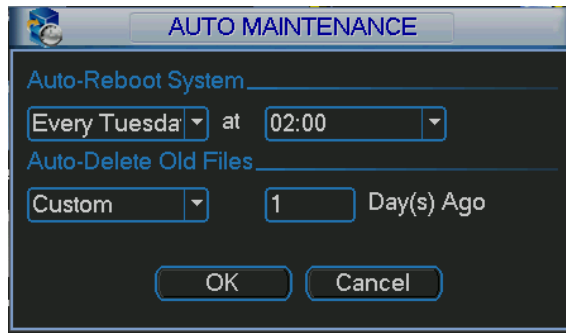 AUTO MAINTENANCE
Auto-Reboot System
Every Tuesda at 02:00
Auto-Delete Old Files
Custom 1 Day(s) Ago
OK Cancel